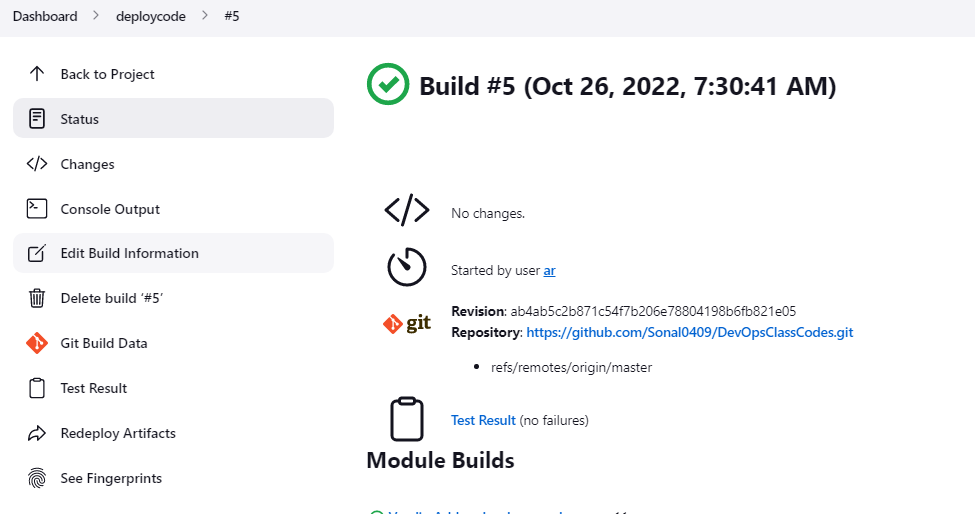 Dashboard > deploycode > #5
Back to Project
Status
Changes
Console Output
Edit Build Information
Delete build ‘#5’
Git Build Data
Test Result
Redeploy Artifacts
See Fingerprints
Build #5 (Oct 26, 2022, 7:30:41 AM)
No changes.
Started by user ar
git
Revision: ab4ab5c2b871c54f7b206e78804198b6fb821e05
Repository: https://github.com/Sonal0409/DevOpsClassCodes.git
• refs/remotes/origin/master
Test Result (no failures)
Module Builds